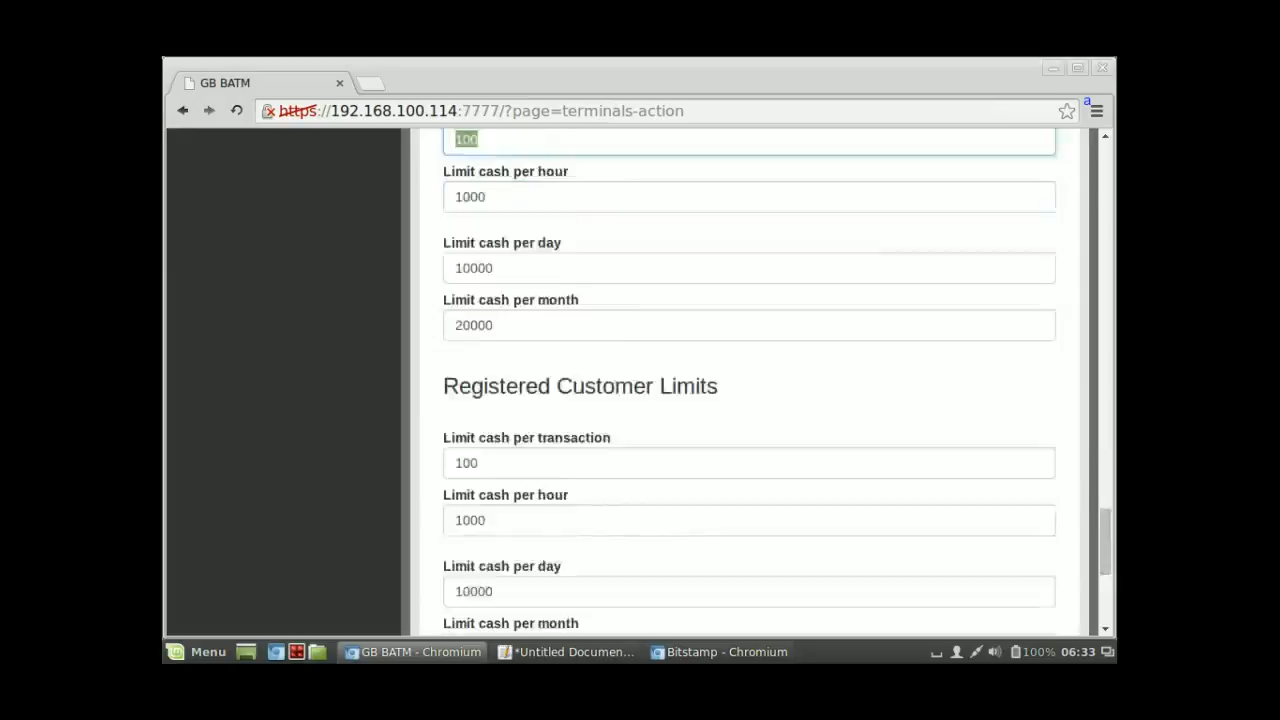 GB BATM
https://192.168.100.114:7777/?page=terminals-action
a
100
Limit cash per hour
1000
Limit cash per day
10000
Limit cash per month
20000
Registered Customer Limits
Limit cash per transaction
100
Limit cash per hour
1000
Limit cash per day
10000
Limit cash per month
Menu GB BATM - Chromium *Untitled Documen... Bitstamp - Chromium 100% 06:33